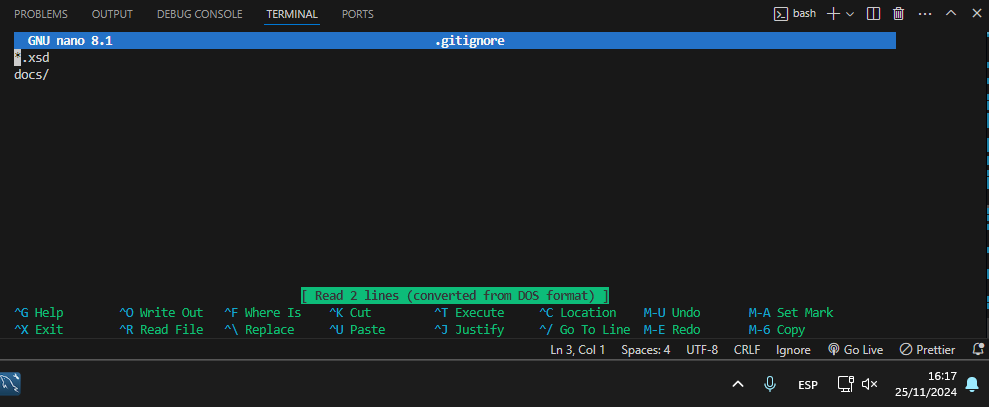 PROBLEMS OUTPUT DEBUG CONSOLE TERMINAL PORTS bash
GNU nano 8.1 .gitignore
*.xsd
docs/
[ Read 2 lines (converted from DOS format) ]
^G Help ^O Write Out ^F Where Is ^K Cut ^T Execute ^C Location M-U Undo M-A Set Mark
^X Exit ^R Read File ^\ Replace ^U Paste ^J Justify ^/ Go To Line M-E Redo M-6 Copy
Ln 3, Col 1 Spaces: 4 UTF-8 CRLF Ignore Go Live Prettier
ESP 16:17
25/11/2024